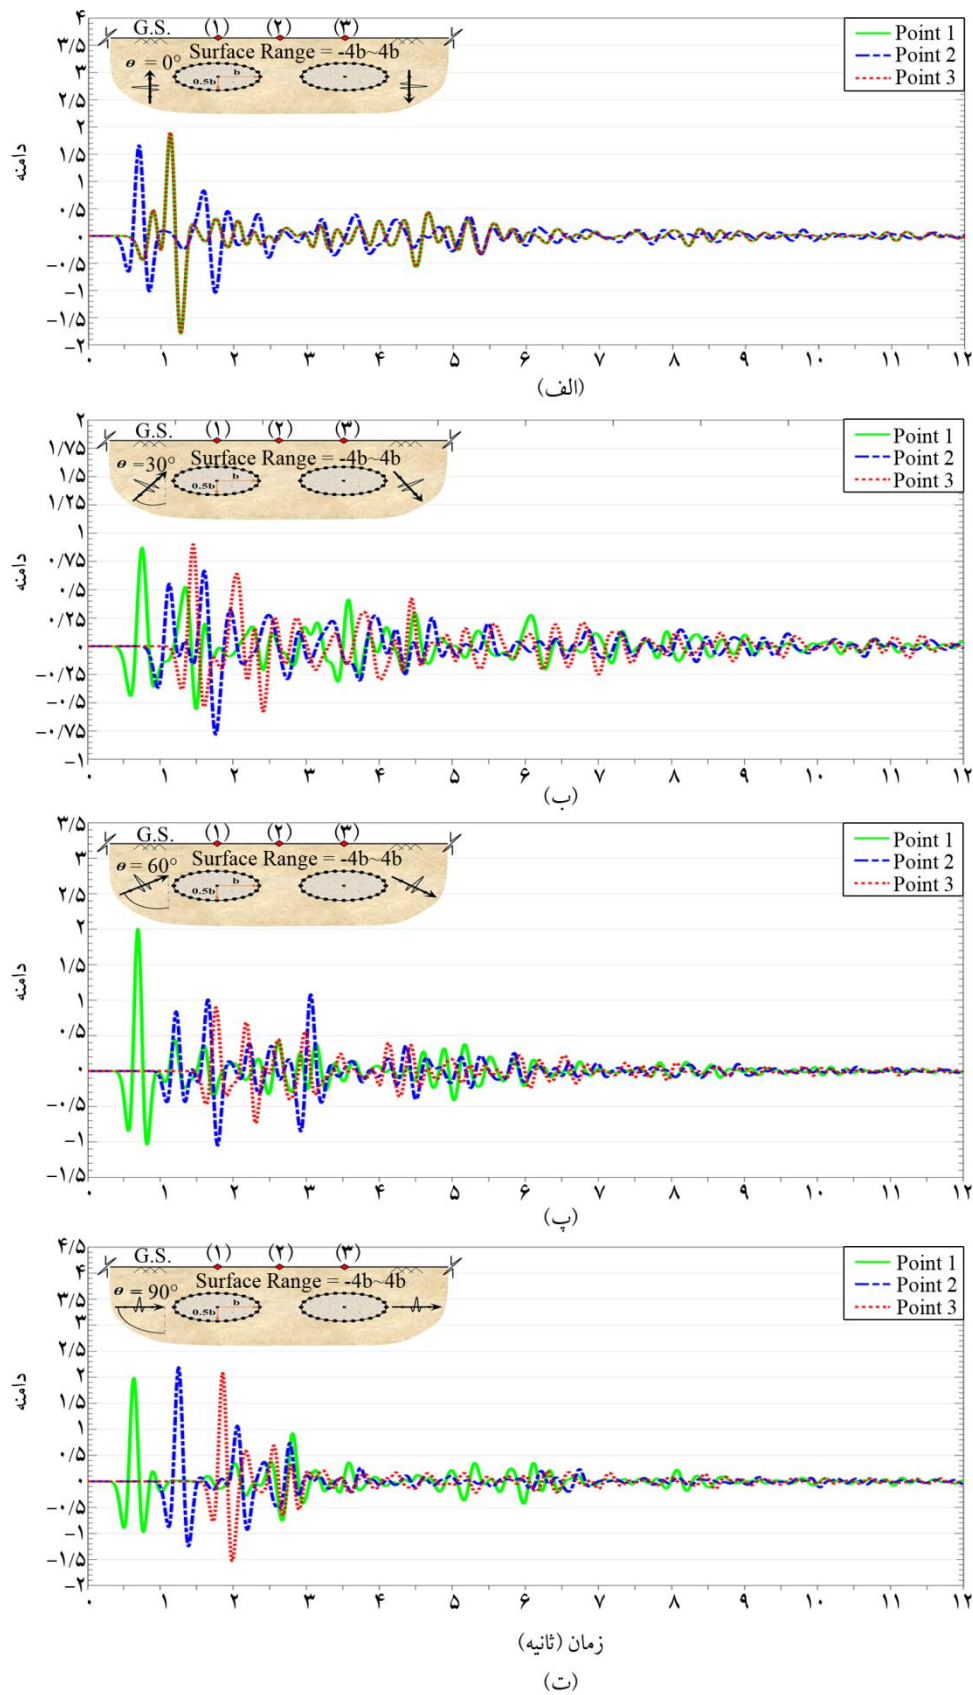 G.S. (۱) (۲) (۳)
Surface Range = -4b~4b
θ = 0°
b
0.5b
Point 1
Point 2
Point 3
۴
۳/۵
۳
۲/۵
۲
۱/۵
۱
۰/۵
۰
-۰/۵
-۱
-۱/۵
-۲
دامنه
۰ ۱ ۲ ۳ ۴ ۵ ۶ ۷ ۸ ۹ ۱۰ ۱۱ ۱۲
(الف)
G.S. (۱) (۲) (۳)
Surface Range = -4b~4b
θ =30°
b
0.5b
Point 1
Point 2
Point 3
۲
۱/۷۵
۱/۵
۱/۲۵
۱
۰/۷۵
۰/۵
۰/۲۵
۰
-۰/۲۵
-۰/۵
-۰/۷۵
-۱
دامنه
۰ ۱ ۲ ۳ ۴ ۵ ۶ ۷ ۸ ۹ ۱۰ ۱۱ ۱۲
(ب)
G.S. (۱) (۲) (۳)
Surface Range = -4b~4b
θ = 60°
b
0.5b
Point 1
Point 2
Point 3
۳/۵
۳
۲/۵
۲
۱/۵
۱
۰/۵
۰
-۰/۵
-۱
-۱/۵
دامنه
۰ ۱ ۲ ۳ ۴ ۵ ۶ ۷ ۸ ۹ ۱۰ ۱۱ ۱۲
(پ)
G.S. (۱) (۲) (۳)
Surface Range = -4b~4b
θ = 90°
b
0.5b
Point 1
Point 2
Point 3
۴/۵
۴
۳/۵
۳
۲/۵
۲
۱/۵
۱
۰/۵
۰
-۰/۵
-۱
-۱/۵
-۲
دامنه
۰ ۱ ۲ ۳ ۴ ۵ ۶ ۷ ۸ ۹ ۱۰ ۱۱ ۱۲
زمان (ثانیه)
(ت)